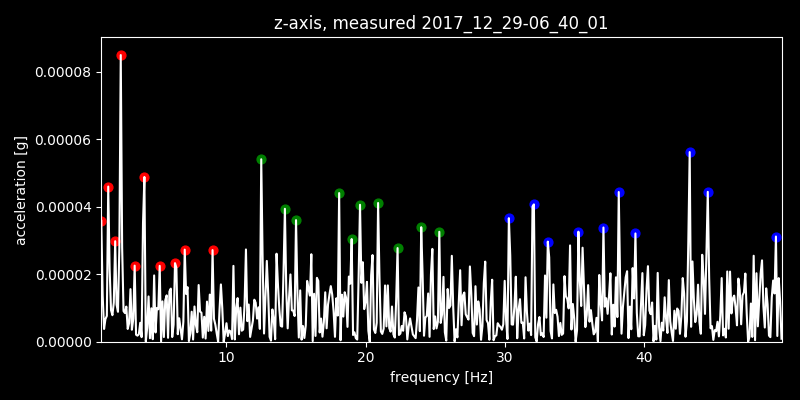 z-axis, measured 2017_12_29-06_40_01
0.00008
0.00006
0.00004
0.00002
0.00000
acceleration [g]
10 20 30 40
frequency [Hz]